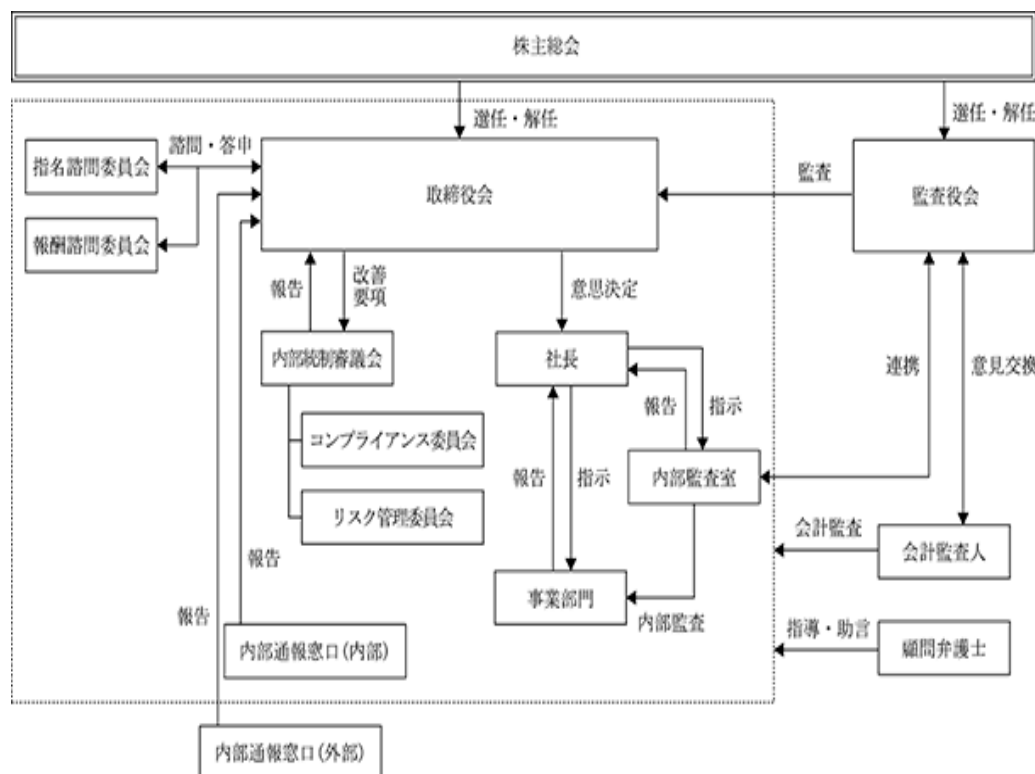 株主総会
選任・解任
選任・解任
諮問・答申
指名諮問委員会
取締役会
監査
監査役会
報酬諮問委員会
報告
改善
要項
意思決定
内部統制審議会
社長
連携
意見交換
報告
指示
コンプライアンス委員会
報告
指示
内部監査室
リスク管理委員会
会計監査
会計監査人
報告
事業部門
内部監査
報告
指導・助言
内部通報窓口(内部)
顧問弁護士
内部通報窓口(外部)